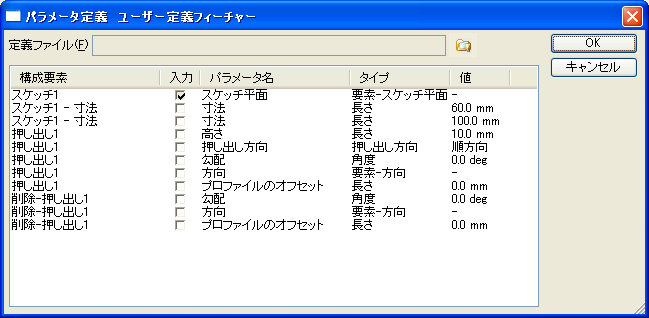 パラメータ定義 ユーザー定義フィーチャー
定義ファイル(F)
OK
キャンセル
構成要素 入力 パラメータ名 タイプ 値
スケッチ1 スケッチ平面 要素-スケッチ平面 -
スケッチ1 - 寸法 寸法 長さ 60.0 mm
スケッチ1 - 寸法 寸法 長さ 100.0 mm
押し出し1 高さ 長さ 10.0 mm
押し出し1 押し出し方向 押し出し方向 順方向
押し出し1 勾配 角度 0.0 deg
押し出し1 方向 要素-方向 -
押し出し1 プロファイルのオフセット 長さ 0.0 mm
削除-押し出し1 勾配 角度 0.0 deg
削除-押し出し1 方向 要素-方向 -
削除-押し出し1 プロファイルのオフセット 長さ 0.0 mm